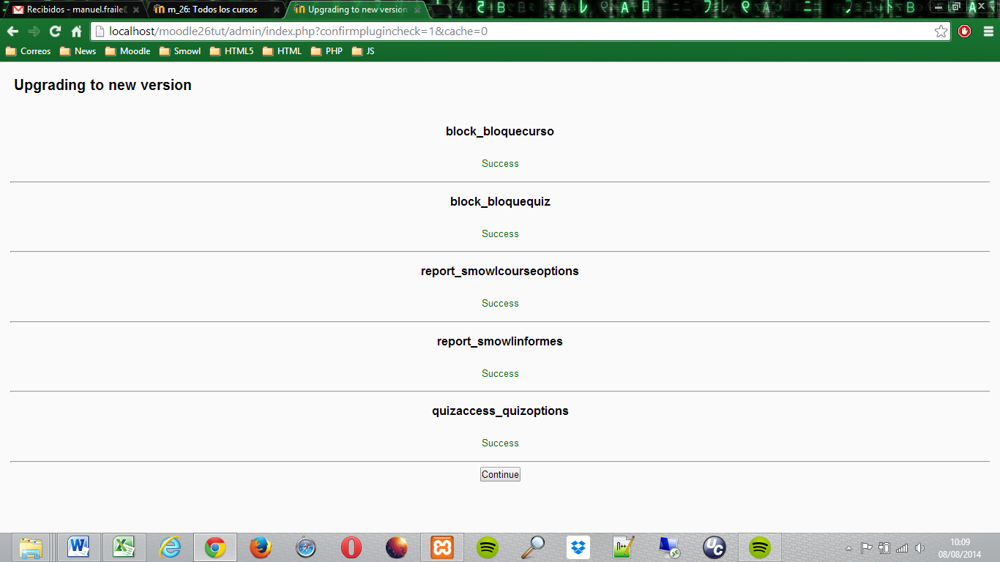 Recibidos - manuel.fraile@
m_26: Todos los cursos
Upgrading to new version
localhost/moodle26tut/admin/index.php?confirmplugincheck=1&cache=0
Correos News Moodle Smowl HTML5 HTML PHP JS
Upgrading to new version
block_bloquecurso
Success
block_bloquequiz
Success
report_smowlcourseoptions
Success
report_smowlinformes
Success
quizaccess_quizoptions
Success
Continue
10:09
08/08/2014